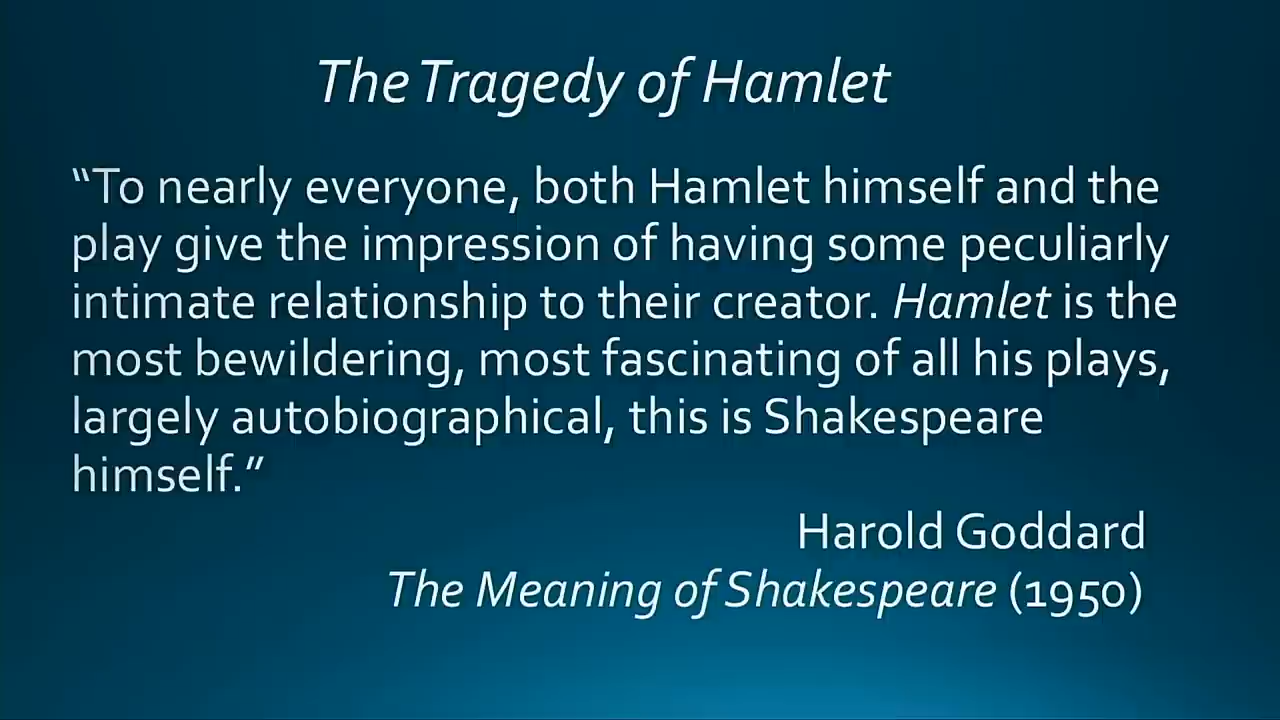 The Tragedy of Hamlet
“To nearly everyone, both Hamlet himself and the
play give the impression of having some peculiarly
intimate relationship to their creator. Hamlet is the
most bewildering, most fascinating of all his plays,
largely autobiographical, this is Shakespeare
himself.”
Harold Goddard
The Meaning of Shakespeare (1950)